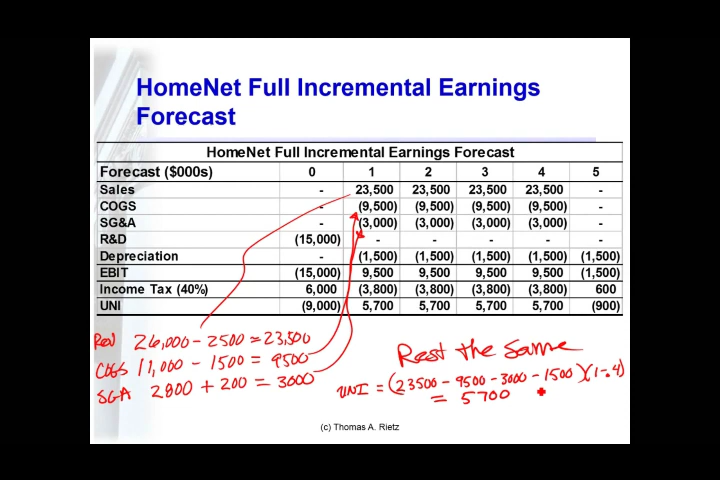 HomeNet Full Incremental Earnings
Forecast
HomeNet Full Incremental Earnings Forecast
Forecast ($000s) 0 1 2 3 4 5
Sales - 23,500 23,500 23,500 23,500 -
COGS - (9,500) (9,500) (9,500) (9,500) -
SG&A - (3,000) (3,000) (3,000) (3,000) -
R&D (15,000) - - - - -
Depreciation - (1,500) (1,500) (1,500) (1,500) (1,500)
EBIT (15,000) 9,500 9,500 9,500 9,500 (1,500)
Income Tax (40%) 6,000 (3,800) (3,800) (3,800) (3,800) 600
UNI (9,000) 5,700 5,700 5,700 5,700 (900)
Rev 26,000 - 2500 = 23,500
COGS 11,000 - 1500 = 9500
SGA 2800 + 200 = 3000
Rest the same
UNI = (23500 - 9500 - 3000 - 1500)(1-.4)
= 5700
(c) Thomas A. Rietz